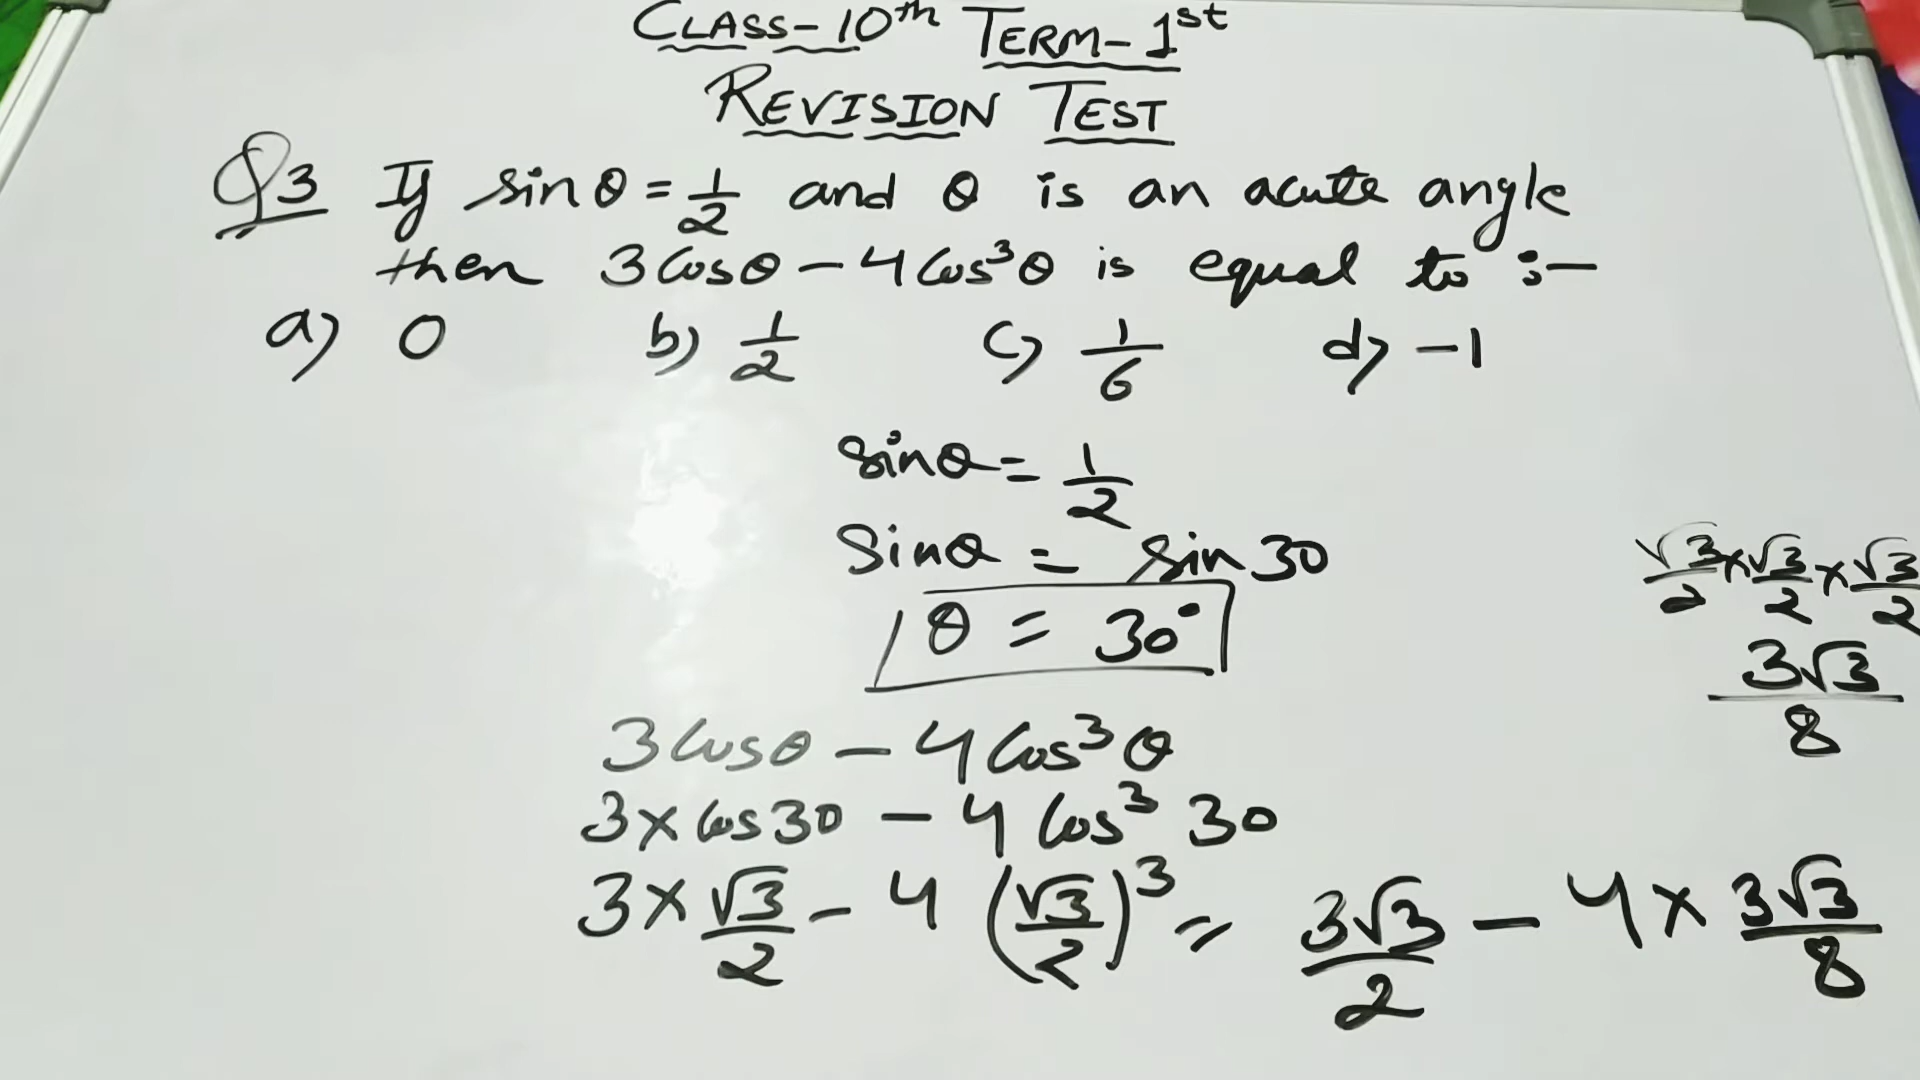 CLASS-10th TERM-1st
REVISION TEST
Q3 If sinθ = 1/2 and θ is an acute angle
then 3cosθ - 4cos³θ is equal to :-
a) 0 b) 1/2 c) 1/6 d) -1
sinθ = 1/2
Sinθ = sin30
θ = 30°
3cosθ - 4cos³θ
3×cos30 - 4cos³30
3×√3/2 - 4(√3/2)³ = 3√3/2 - 4×3√3/8
√3/2×√3/2×√3/2
3√3/8